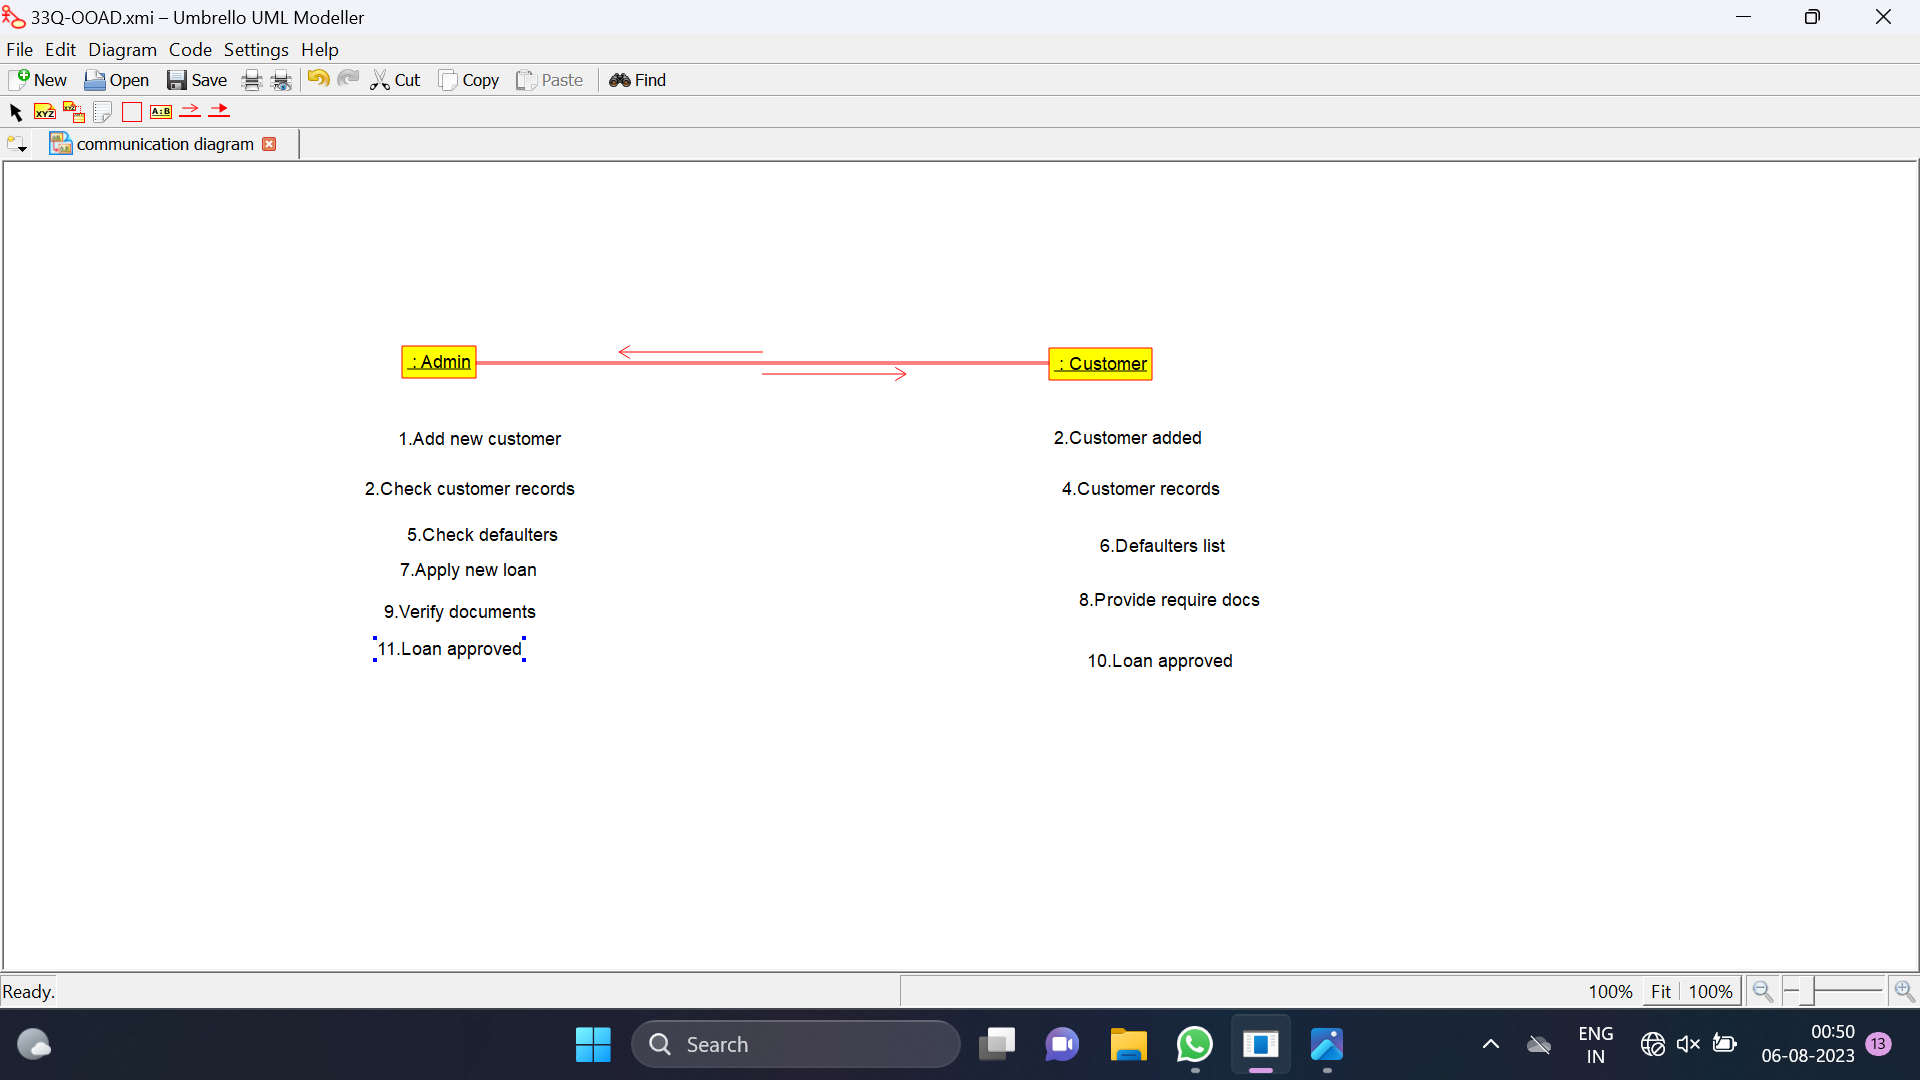 33Q-OOAD.xmi – Umbrello UML Modeller
File Edit Diagram Code Settings Help
New Open Save Cut Copy Paste Find
XYZ XYZ A:B
communication diagram
: Admin
: Customer
1.Add new customer
2.Customer added
2.Check customer records
4.Customer records
5.Check defaulters
6.Defaulters list
7.Apply new loan
8.Provide require docs
9.Verify documents
11.Loan approved
10.Loan approved
Ready.
100% Fit 100%
Search
ENG
IN
00:50
06-08-2023
13